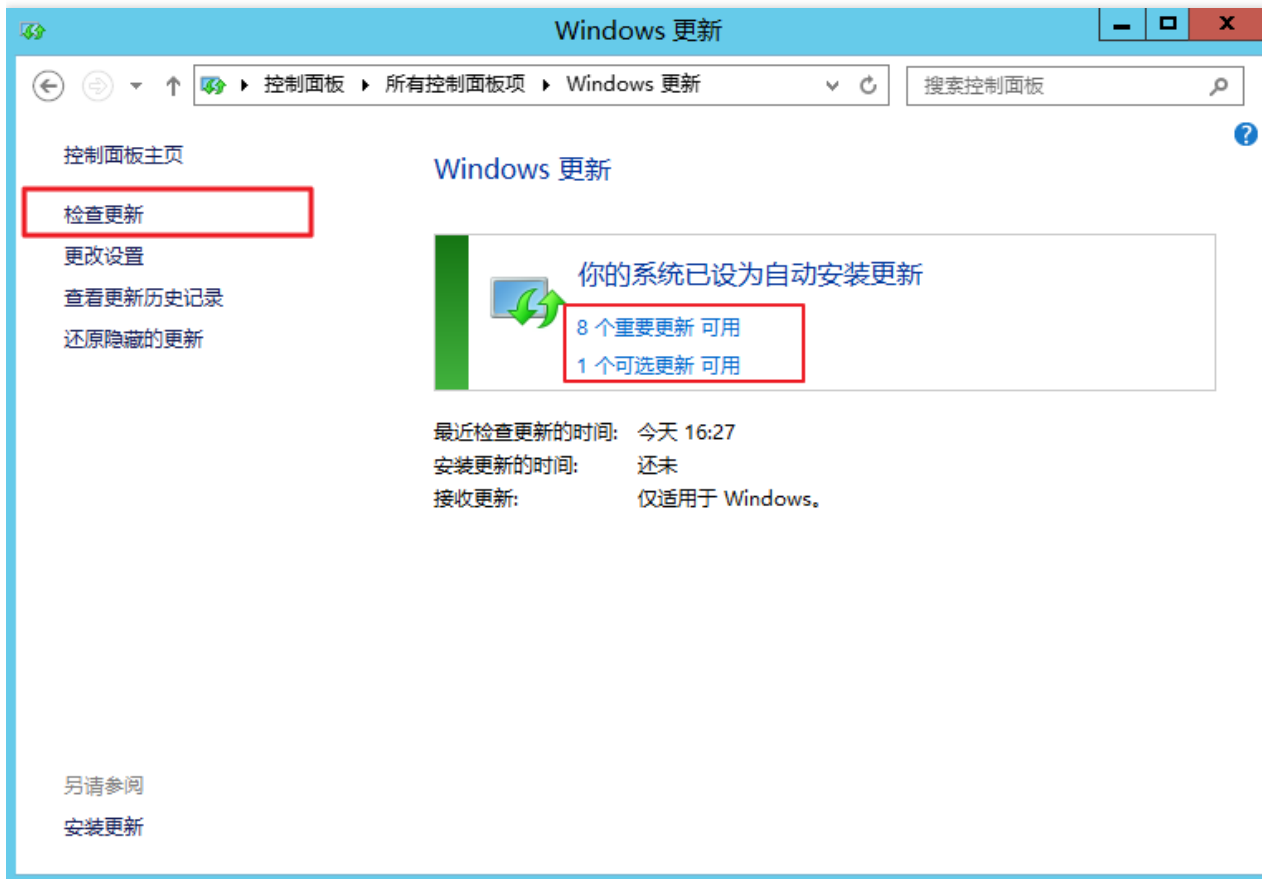 Windows 更新
控制面板 所有控制面板项 Windows 更新
搜索控制面板
控制面板主页
检查更新
更改设置
查看更新历史记录
还原隐藏的更新
Windows 更新
你的系统已设为自动安装更新
8 个重要更新 可用
1 个可选更新 可用
最近检查更新的时间: 今天 16:27
安装更新的时间: 还未
接收更新: 仅适用于 Windows。
另请参阅
安装更新